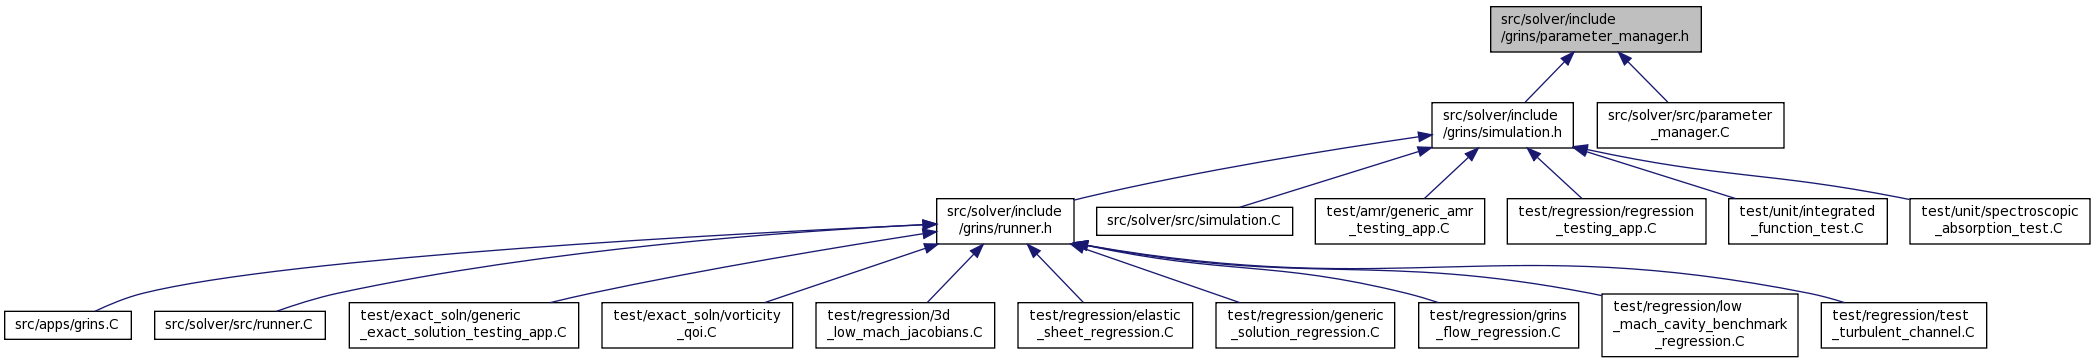 src/solver/include
/grins/parameter_manager.h
src/solver/include
/grins/simulation.h
src/solver/src/parameter
_manager.C
src/solver/include
/grins/runner.h
src/solver/src/simulation.C
test/amr/generic_amr
_testing_app.C
test/regression/regression
_testing_app.C
test/unit/integrated
_function_test.C
test/unit/spectroscopic
_absorption_test.C
src/apps/grins.C
src/solver/src/runner.C
test/exact_soln/generic
_exact_solution_testing_app.C
test/exact_soln/vorticity
_qoi.C
test/regression/3d
_low_mach_jacobians.C
test/regression/elastic
_sheet_regression.C
test/regression/generic
_solution_regression.C
test/regression/grins
_flow_regression.C
test/regression/low
_mach_cavity_benchmark
_regression.C
test/regression/test
_turbulent_channel.C